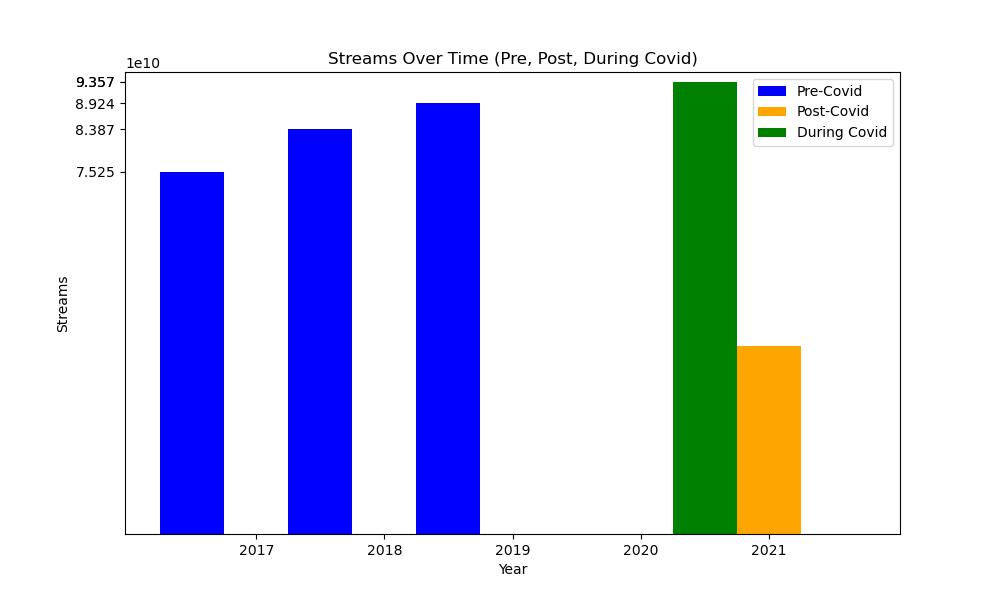 Streams Over Time (Pre, Post, During Covid)
1e10
9.357
8.924
8.387
7.525
Streams
Pre-Covid
Post-Covid
During Covid
2017 2018 2019 2020 2021
Year